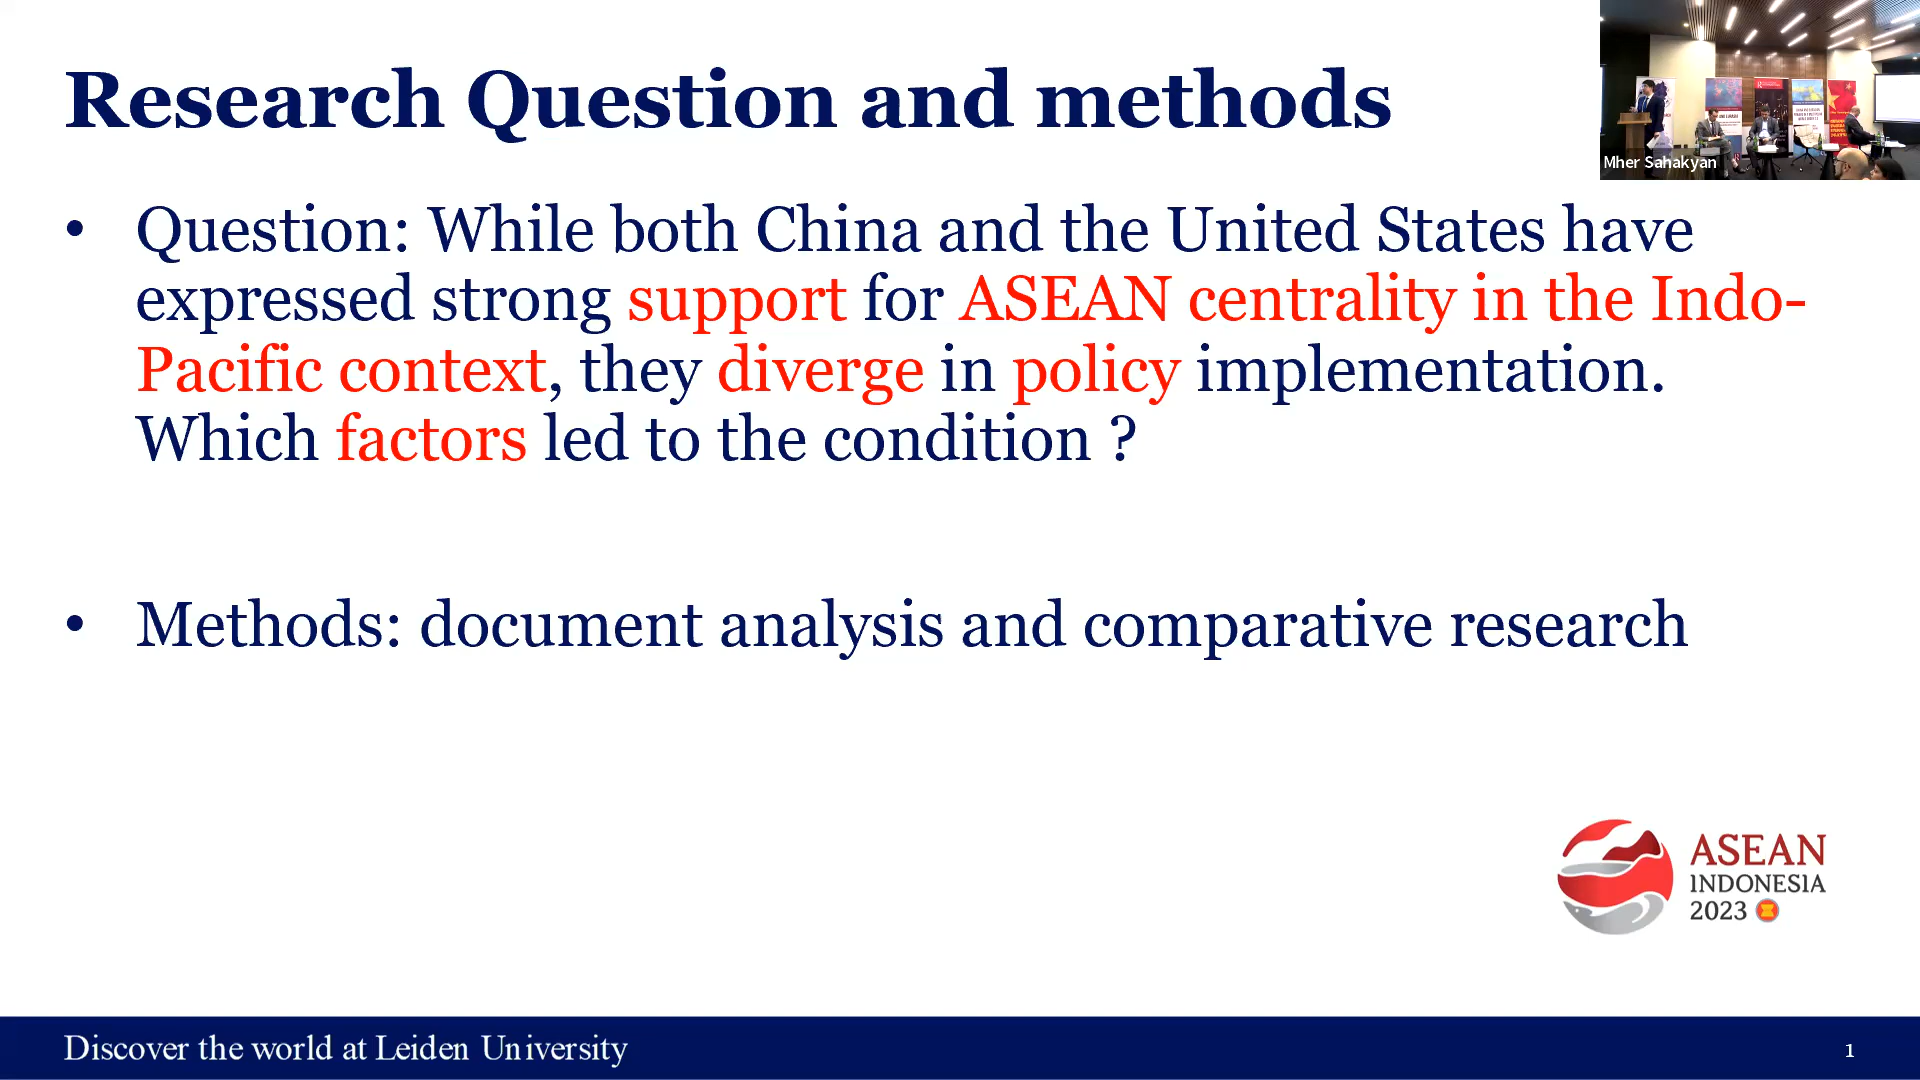 Research Question and methods
Mher Sahakyan
• Question: While both China and the United States have
expressed strong support for ASEAN centrality in the Indo-
Pacific context, they diverge in policy implementation.
Which factors led to the condition ?
• Methods: document analysis and comparative research
ASEAN
INDONESIA
2023
Discover the world at Leiden University
1